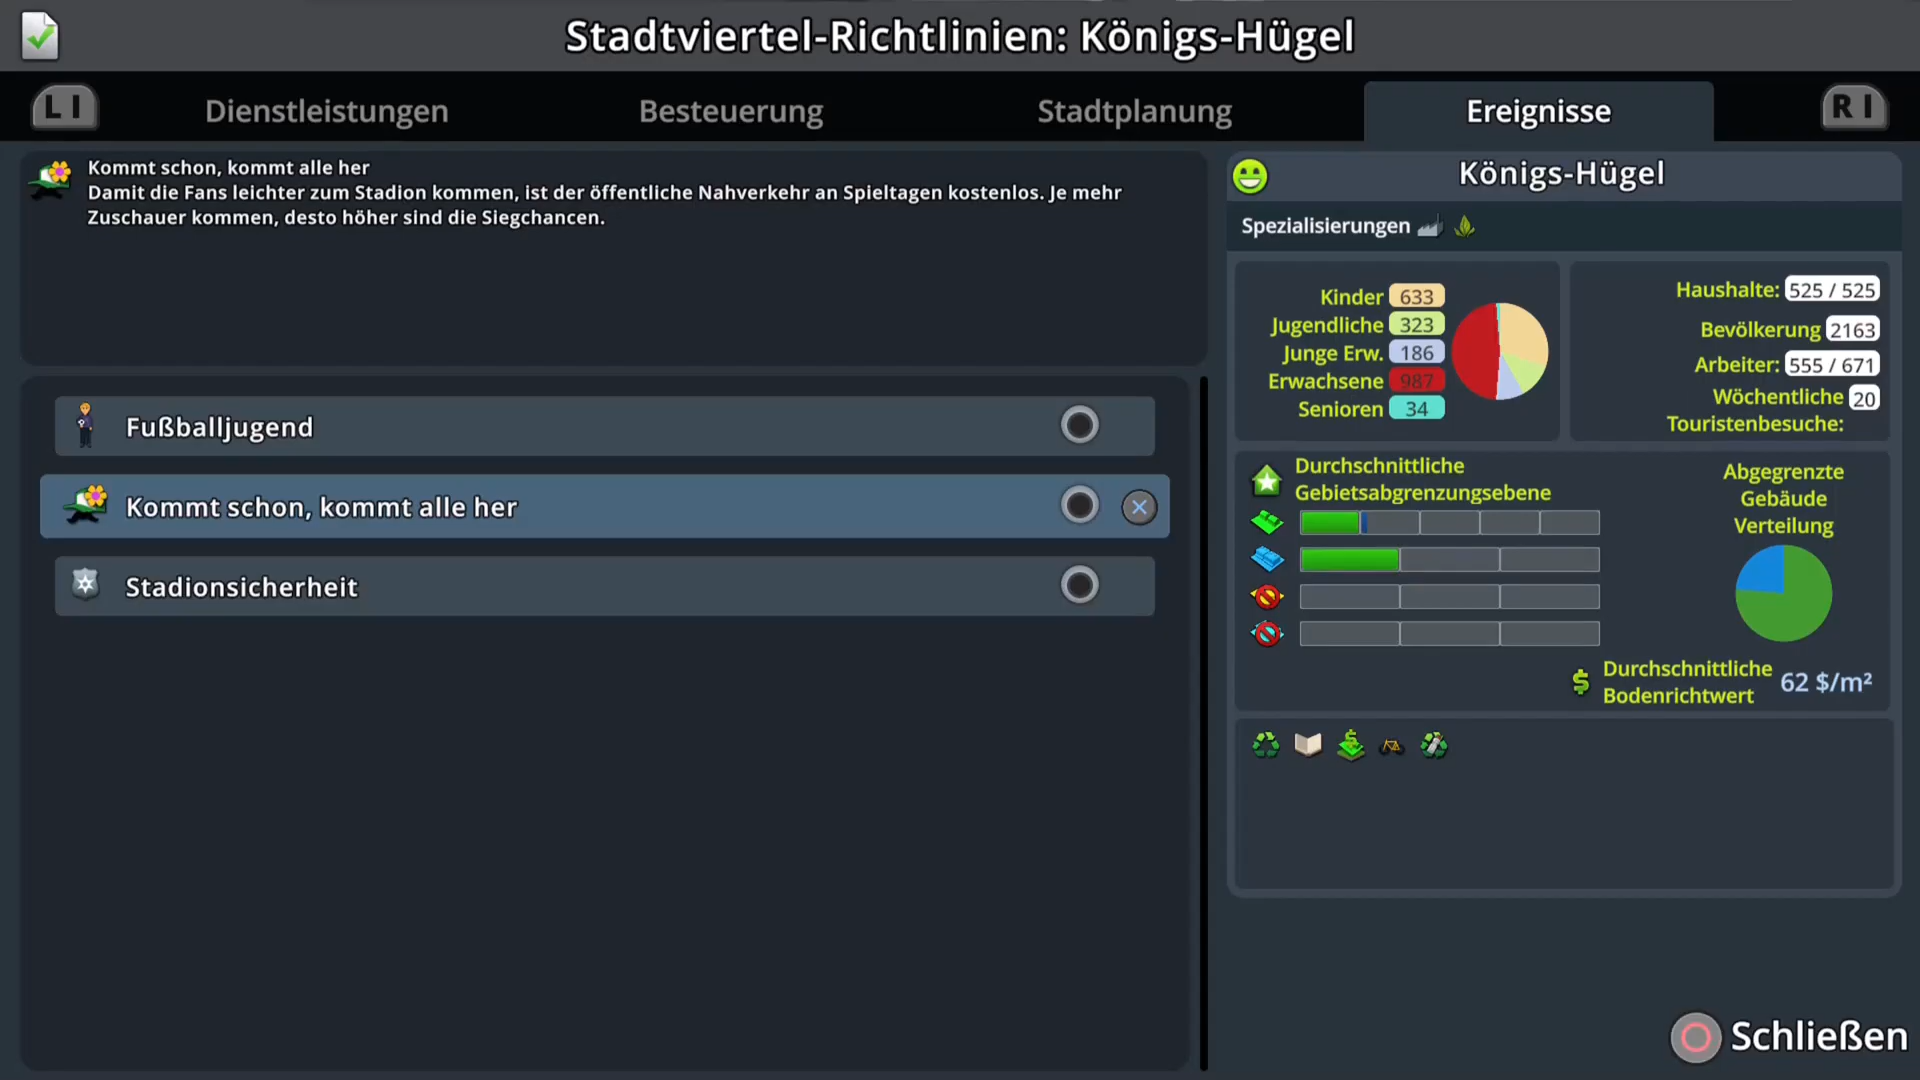 Stadtviertel-Richtlinien: Königs-Hügel
L1
Dienstleistungen
Besteuerung
Stadtplanung
Ereignisse
R1
Kommt schon, kommt alle her
Damit die Fans leichter zum Stadion kommen, ist der öffentliche Nahverkehr an Spieltagen kostenlos. Je mehr
Zuschauer kommen, desto höher sind die Siegchancen.
Fußballjugend
Kommt schon, kommt alle her
Stadionsicherheit
Königs-Hügel
Spezialisierungen
Kinder 633
Jugendliche 323
Junge Erw. 186
Erwachsene 987
Senioren 34
Haushalte: 525 / 525
Bevölkerung 2163
Arbeiter: 555 / 671
Wöchentliche 20
Touristenbesuche:
Durchschnittliche
Gebietsabgrenzungsebene
Abgegrenzte
Gebäude
Verteilung
Durchschnittliche
Bodenrichtwert 62 $/m²
Schließen